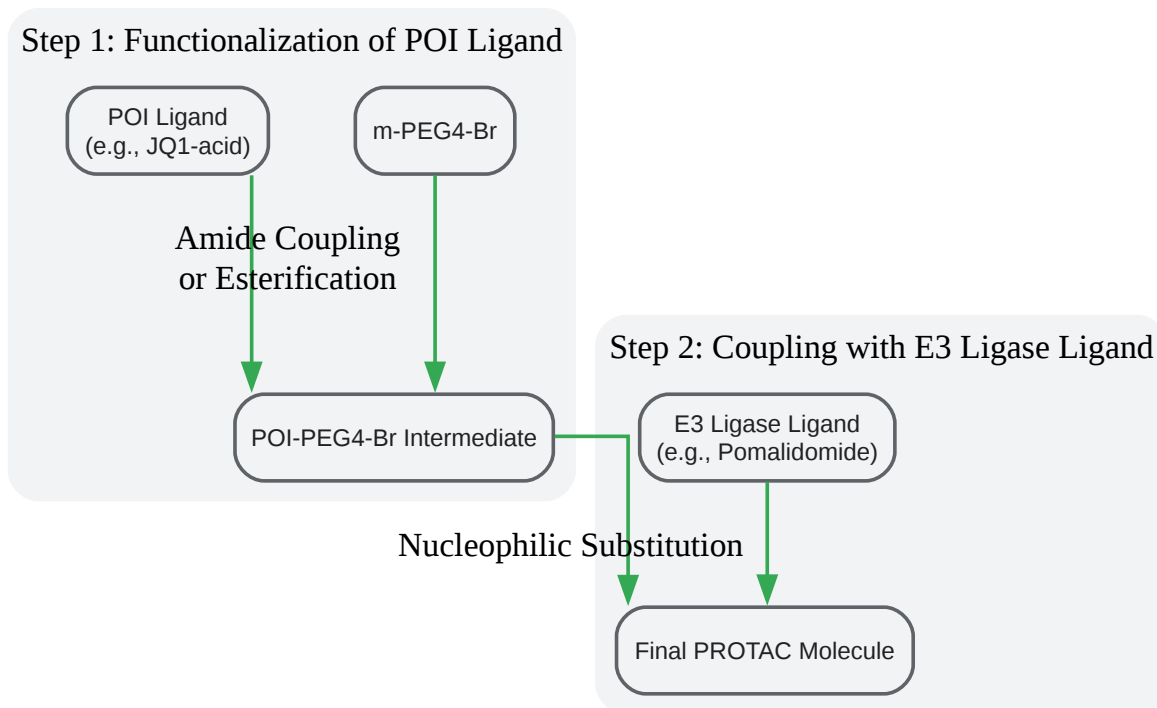 Step 1: Functionalization of POI Ligand
POI Ligand
(e.g., JQ1-acid)
m-PEG4-Br
Amide Coupling
or Esterification
POI-PEG4-Br Intermediate
Step 2: Coupling with E3 Ligase Ligand
E3 Ligase Ligand
(e.g., Pomalidomide)
Nucleophilic Substitution
Final PROTAC Molecule